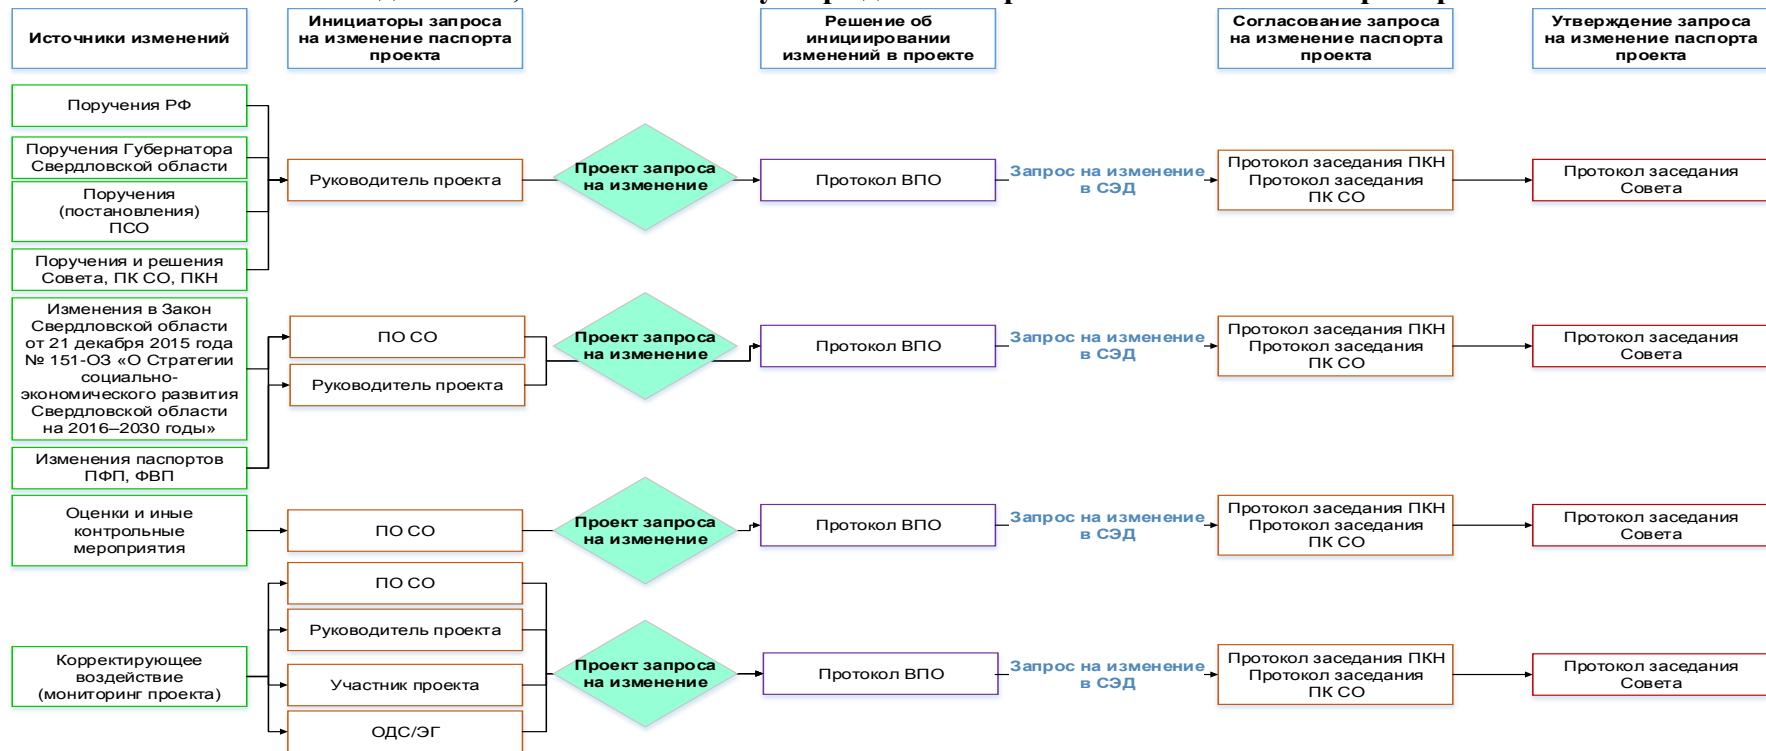 Источники изменений
Инициаторы запроса
на изменение паспорта
проекта
Решение об
инициировании
изменений в проекте
Согласование запроса
на изменение паспорта
проекта
Утверждение запроса
на изменение паспорта
проекта
Поручения РФ
Поручения Губернатора
Свердловской области
Поручения
(постановления)
ПСО
Поручения и решения
Совета, ПК СО, ПКН
Руководитель проекта
Проект запроса
на изменение
Протокол ВПО
Запрос на изменение
в СЭД
Протокол заседания ПКН
Протокол заседания
ПК СО
Протокол заседания
Совета
Изменения в Закон
Свердловской области
от 21 декабря 2015 года
№ 151-ОЗ «О Стратегии
социально-
экономического развития
Свердловской области
на 2016–2030 годы»
Изменения паспортов
ПФП, ФВП
ПО СО
Руководитель проекта
Проект запроса
на изменение
Протокол ВПО
Запрос на изменение
в СЭД
Протокол заседания ПКН
Протокол заседания
ПК СО
Протокол заседания
Совета
Оценки и иные
контрольные
мероприятия
ПО СО
Проект запроса
на изменение
Протокол ВПО
Запрос на изменение
в СЭД
Протокол заседания ПКН
Протокол заседания
ПК СО
Протокол заседания
Совета
Корректирующее
воздействие
(мониторинг проекта)
ПО СО
Руководитель проекта
Участник проекта
ОДС/ЭГ
Проект запроса
на изменение
Протокол ВПО
Запрос на изменение
в СЭД
Протокол заседания ПКН
Протокол заседания
ПК СО
Протокол заседания
Совета